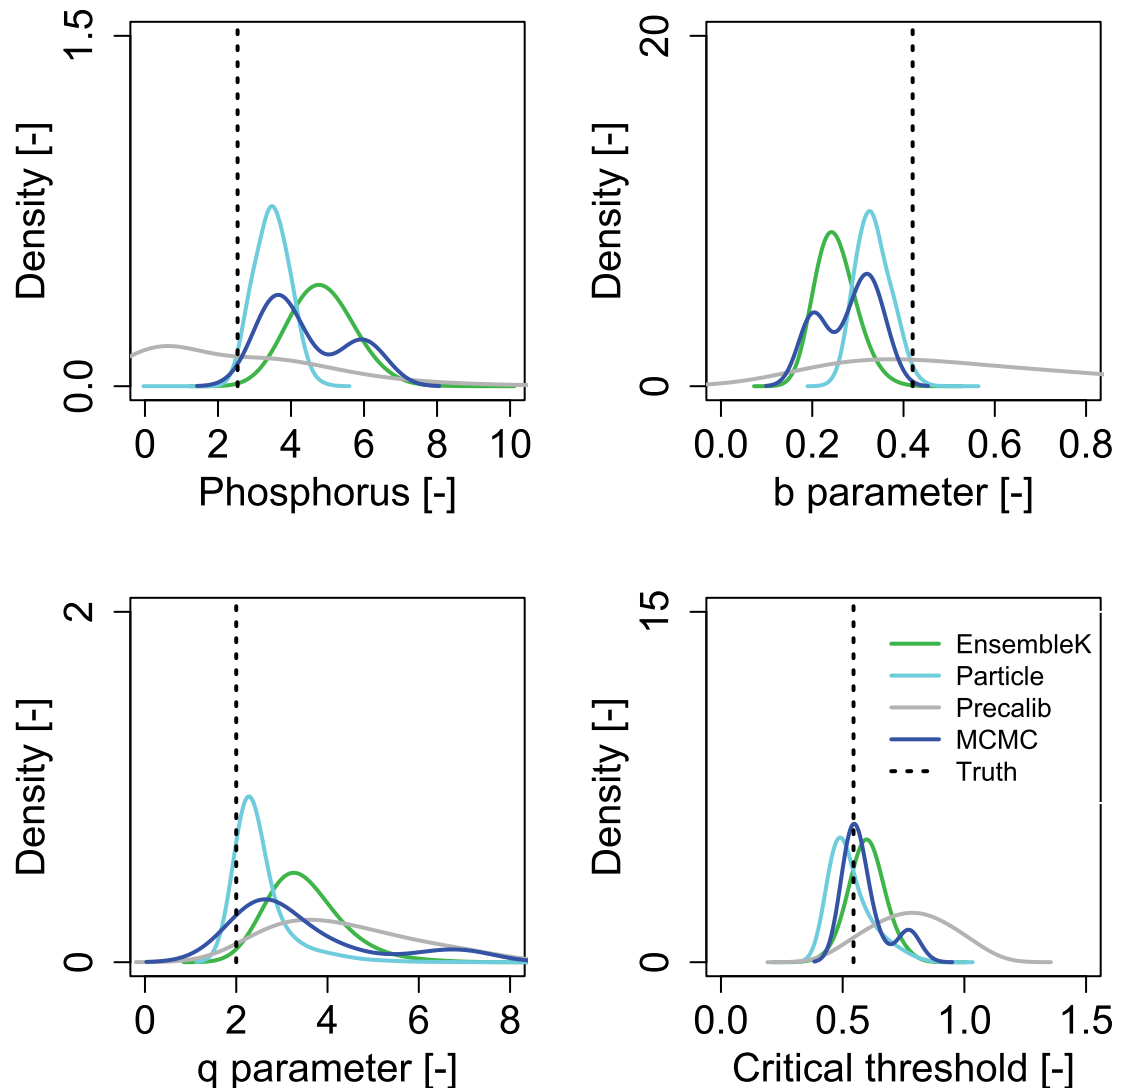 1.5
0.0
Density [-]
0 2 4 6 8 10
Phosphorus [-]
20
0
Density [-]
0.0 0.2 0.4 0.6 0.8
b parameter [-]
2
0
Density [-]
0 2 4 6 8
q parameter [-]
15
0
Density [-]
EnsembleK
Particle
Precalib
MCMC
Truth
0.0 0.5 1.0 1.5
Critical threshold [-]